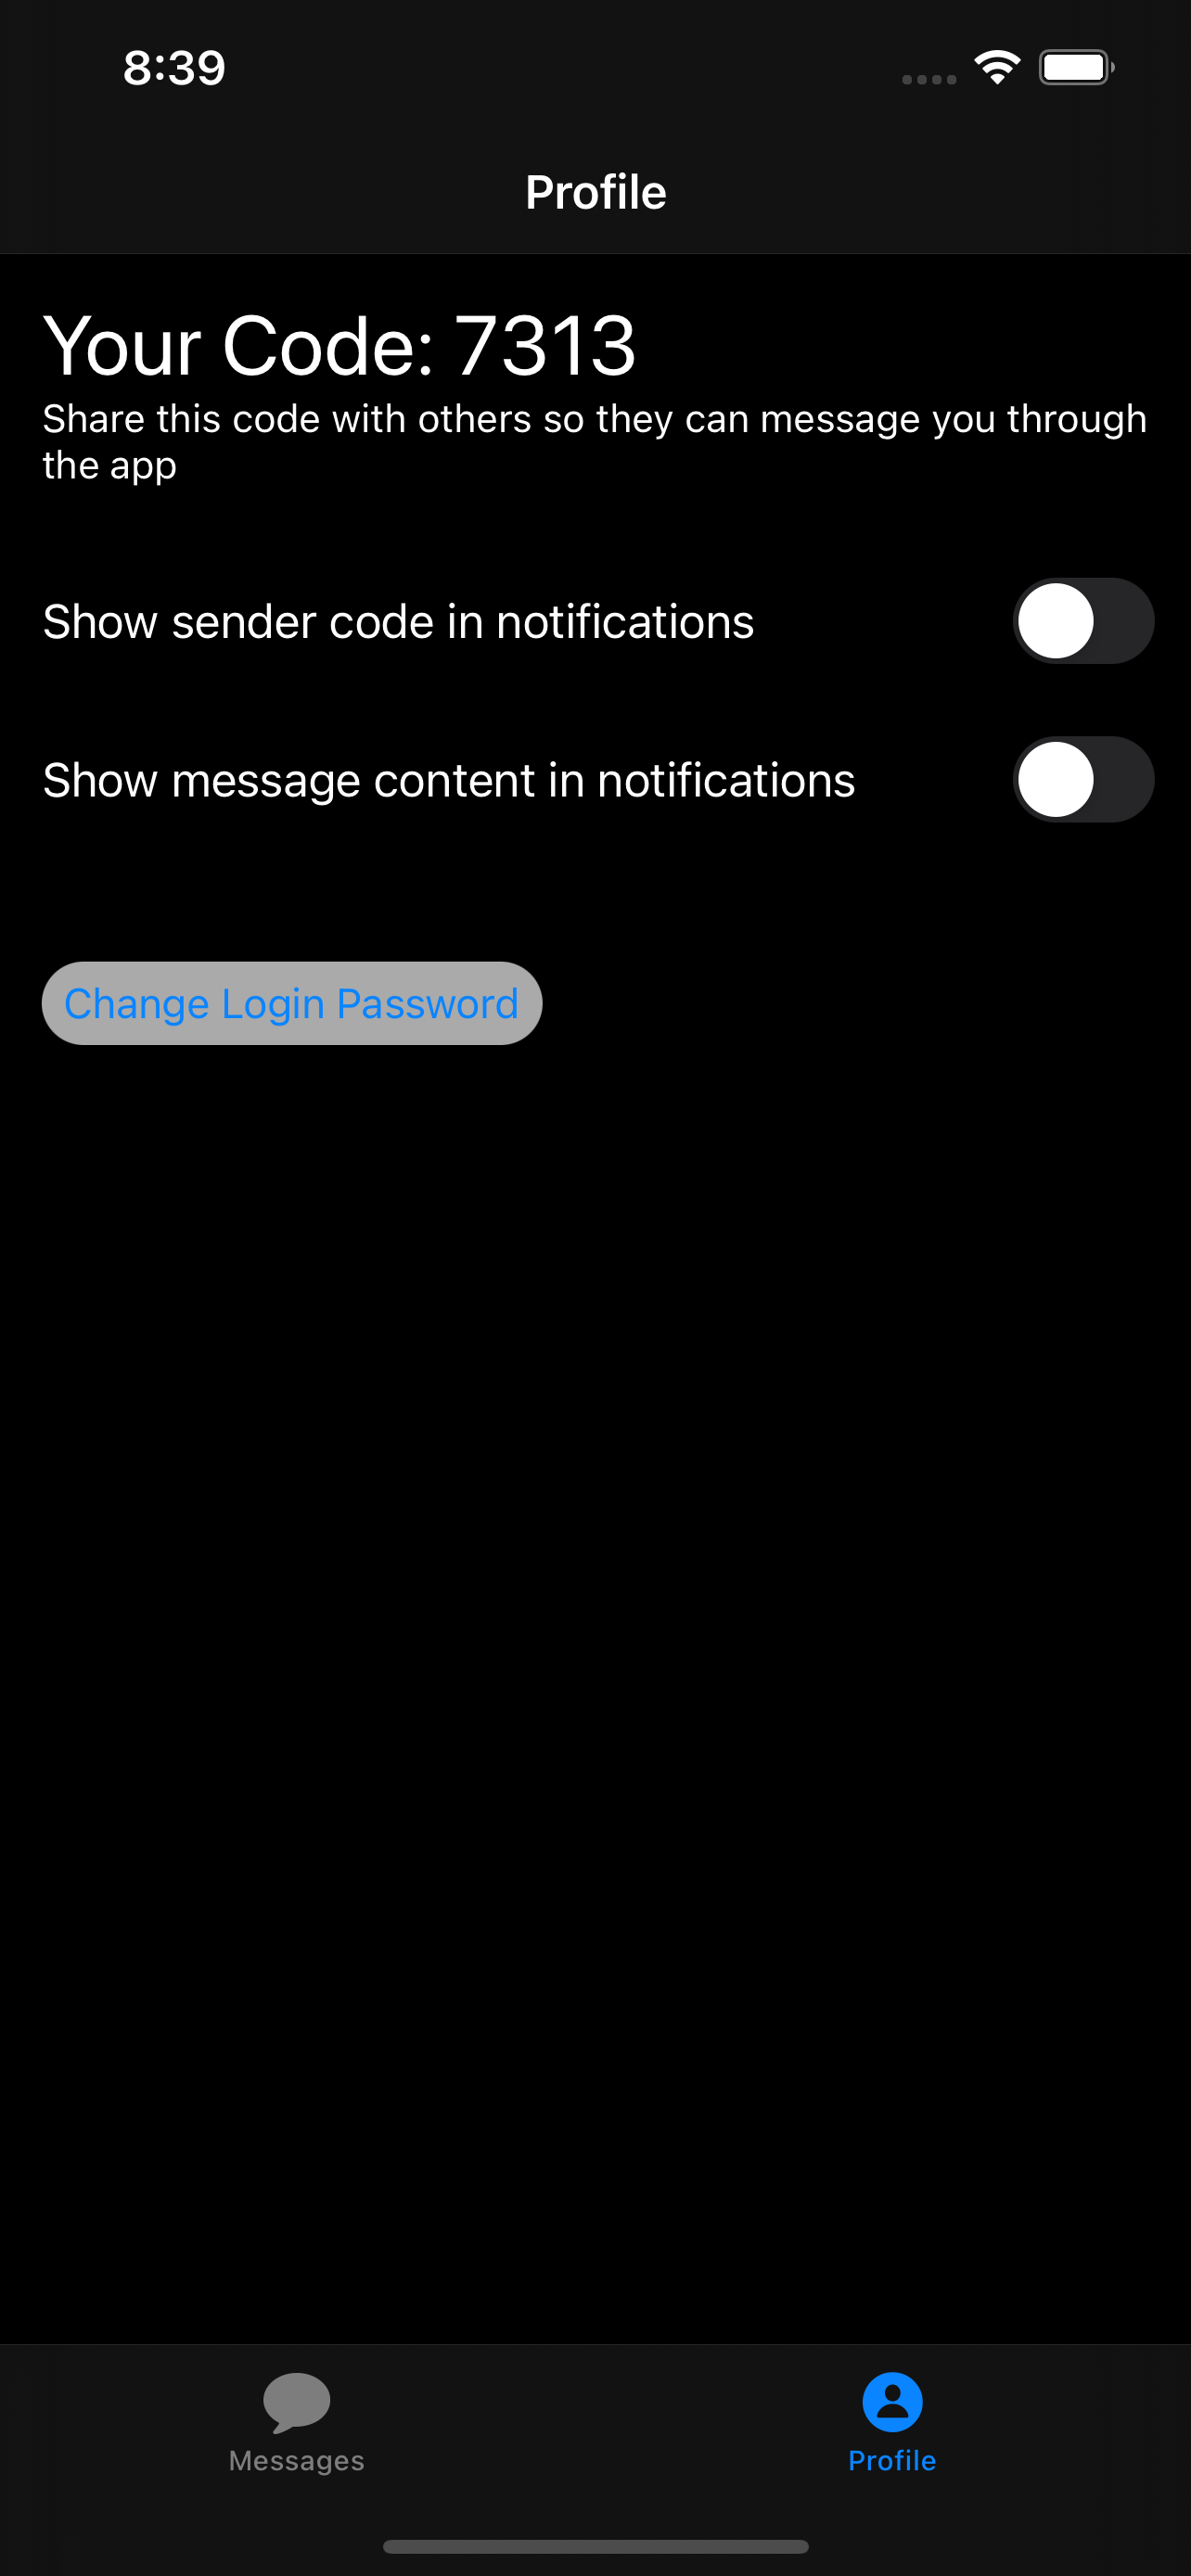 8:39
Profile
Your Code: 7313
Share this code with others so they can message you through
the app
Show sender code in notifications
Show message content in notifications
Change Login Password
Messages
Profile